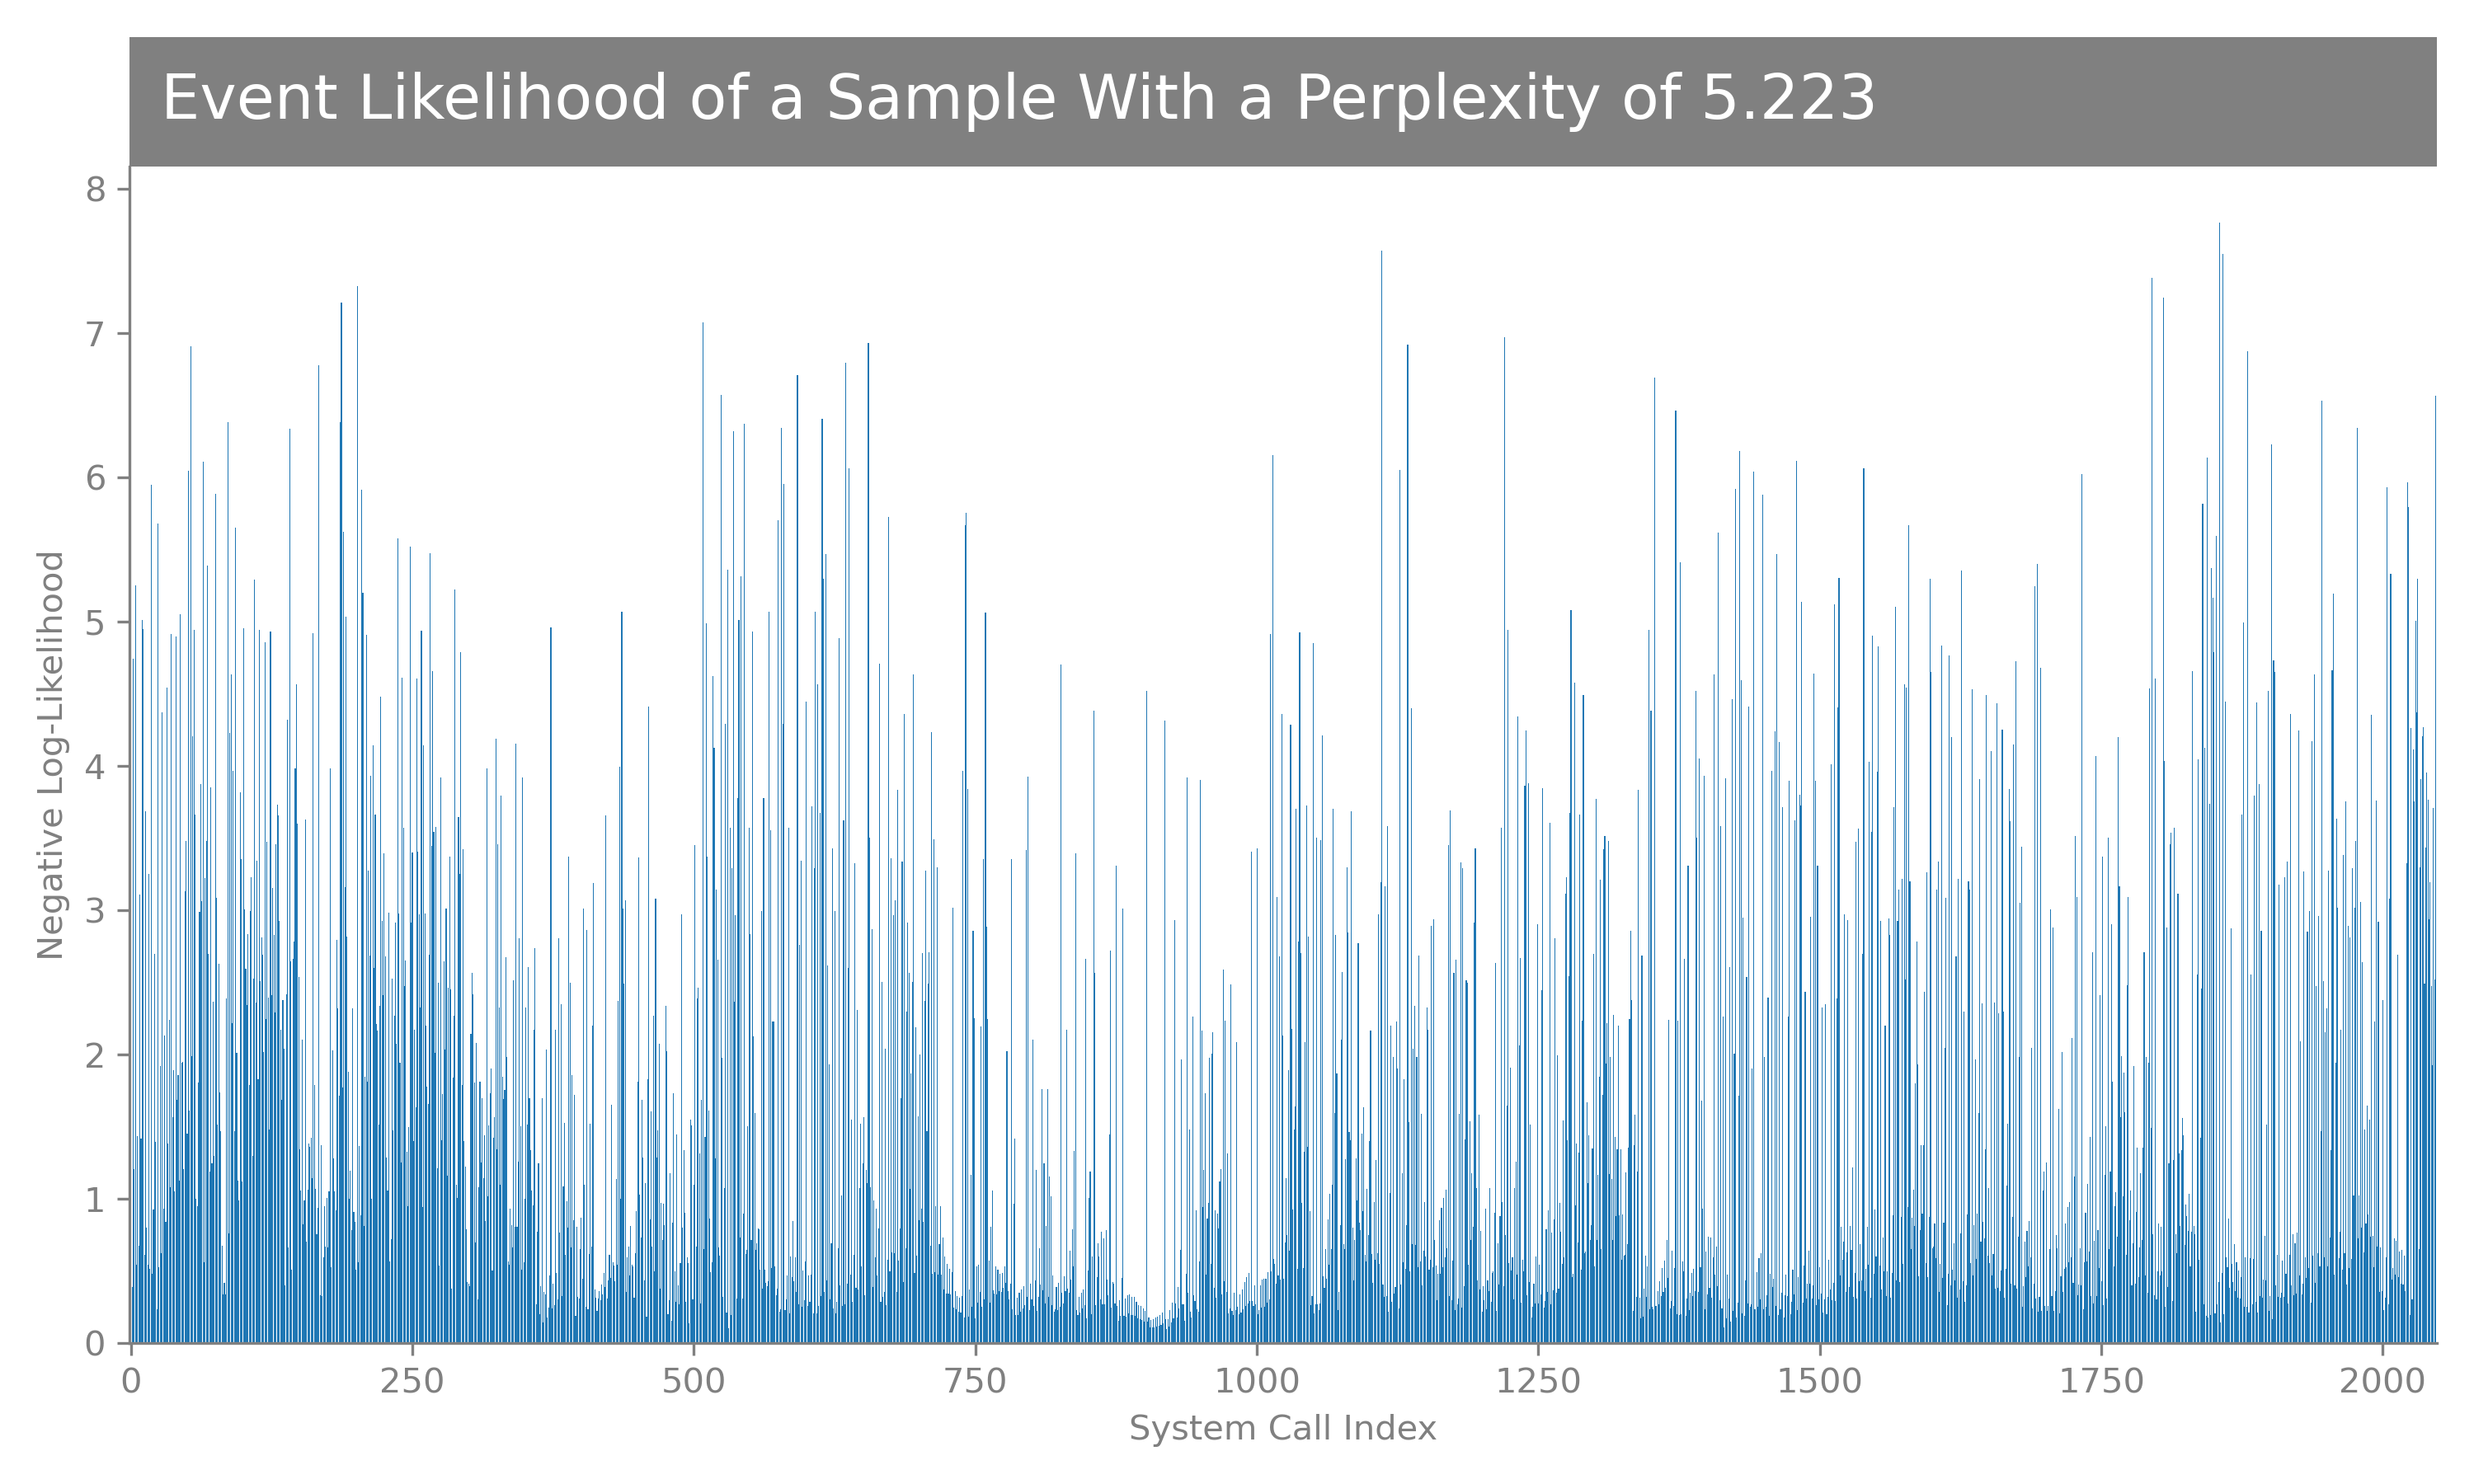 Event Likelihood of a Sample With a Perplexity of 5.223
8
7
6
5
4
3
2
1
0
Negative Log-Likelihood
0 250 500 750 1000 1250 1500 1750 2000
System Call Index